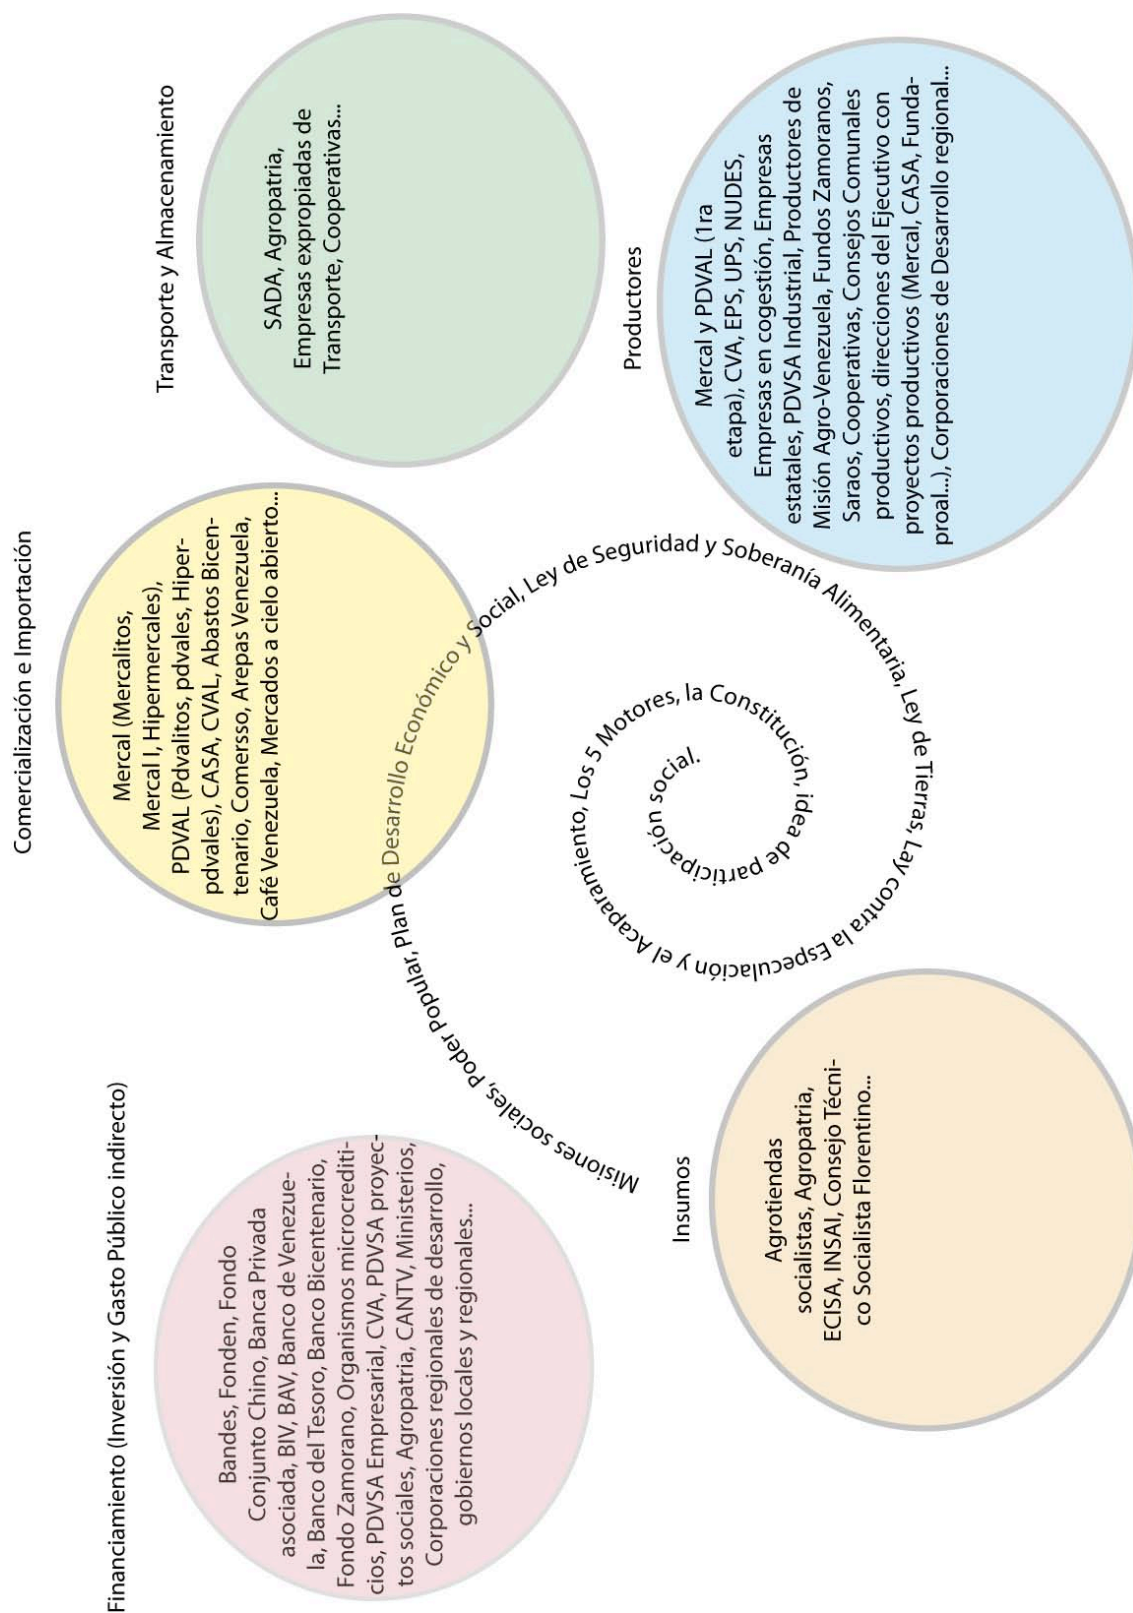 Financiamiento (Inversión y Gasto Público indirecto)
Bandes, Fonden, Fondo
Conjunto Chino, Banca Privada
asociada, BIV, BAV, Banco de Venezue-
la, Banco del Tesoro, Banco Bicentenario,
Fondo Zamorano, Organismos microcrediti-
cios, PDVSA Empresarial, CVA, PDVSA proyec-
tos sociales, Agropatria, CANTV, Ministerios,
Corporaciones regionales de desarrollo,
gobiernos locales y regionales...
Comercialización e Importación
Mercal (Mercalitos,
Mercal I, Hipermercales),
PDVAL (Pdvalitos, pdvales, Hiper-
pdvales), CASA, CVAL, Abastos Bicen-
tenario, Comersso, Arepas Venezuela,
Café Venezuela, Mercados a cielo abierto...
Transporte y Almacenamiento
SADA, Agropatria,
Empresas expropiadas de
Transporte, Cooperativas...
Insumos
Agrotiendas
socialistas, Agropatria,
ECISA, INSAI, Consejo Técni-
co Socialista Florentino...
Productores
Mercal y PDVAL (1ra
etapa), CVA, EPS, UPS, NUDES,
Empresas en cogestión, Empresas
estatales, PDVSA Industrial, Productores de
Misión Agro-Venezuela, Fundos Zamoranos,
Saraos, Cooperativas, Consejos Comunales
productivos, direcciones del Ejecutivo con
proyectos productivos (Mercal, CASA, Funda-
proal...), Corporaciones de Desarrollo regional...
Misiones sociales, Poder Popular, Plan de Desarrollo Económico y Social, Ley de Seguridad y Soberanía Alimentaria, Ley de Tierras, Lay contra la Especulación y el Acaparamiento, Los 5 Motores, la Constitución, idea de participación social.